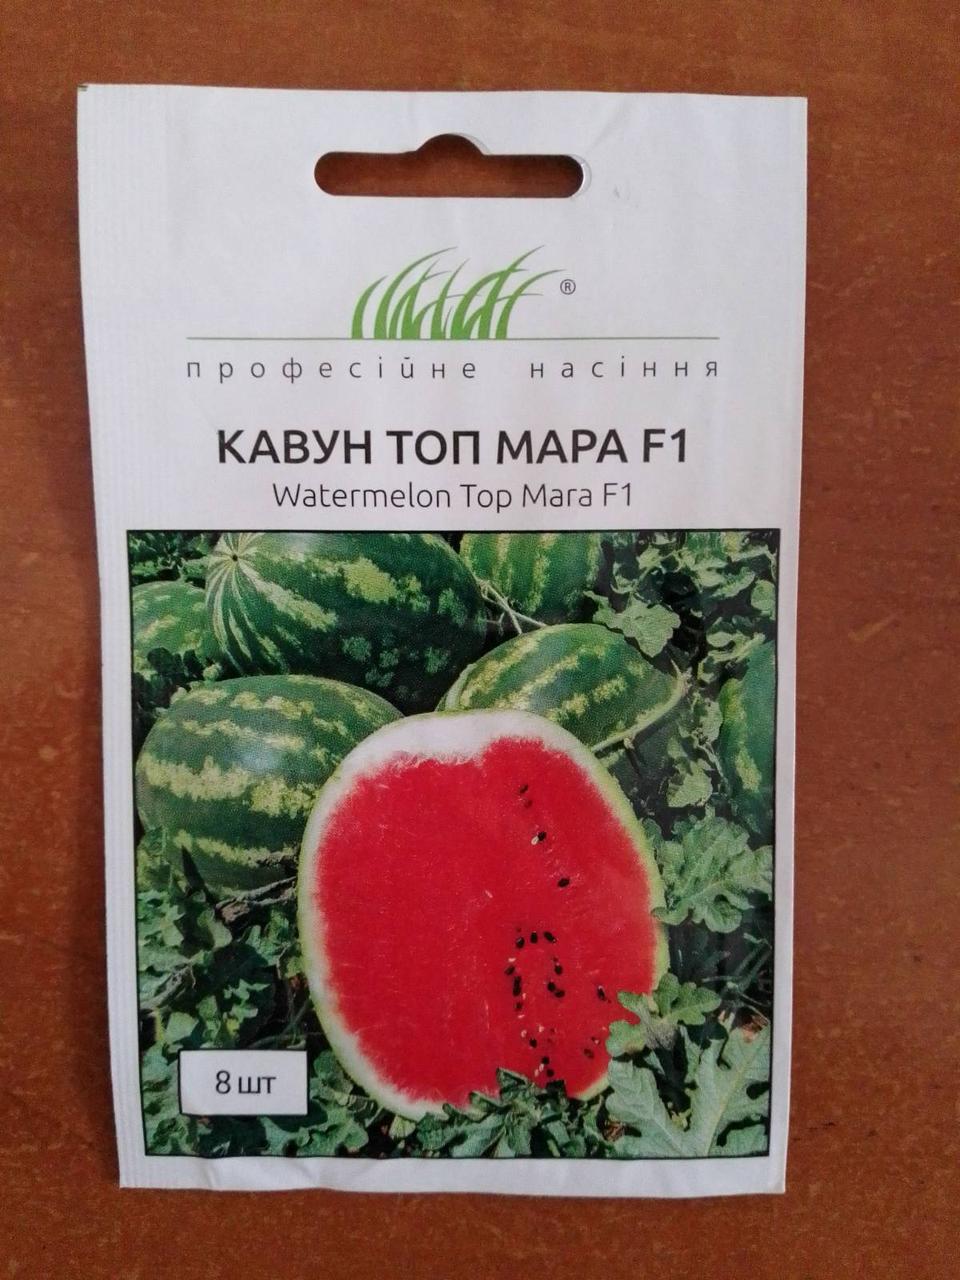 ®
професійне насіння
КАВУН ТОП МАРА F1
Watermelon Top Mara F1
8 шт